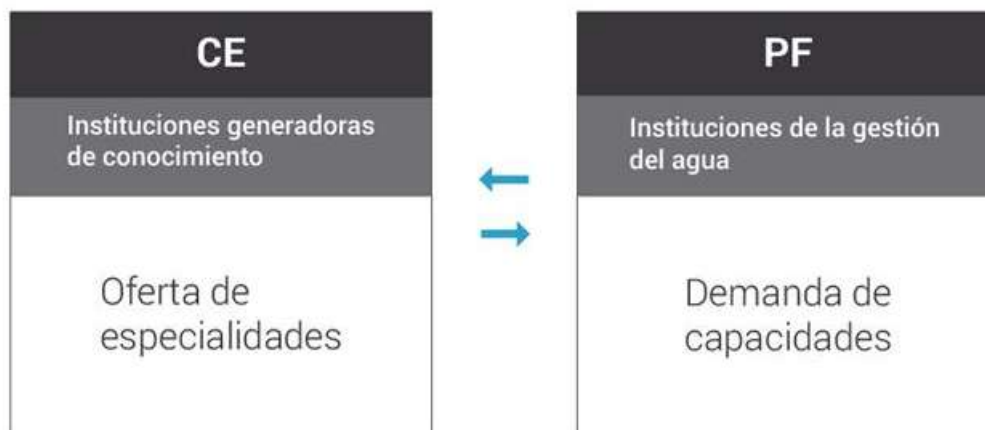 CE
Instituciones generadoras
de conocimiento
Oferta de
especialidades
PF
Instituciones de la gestión
del agua
Demanda de
capacidades